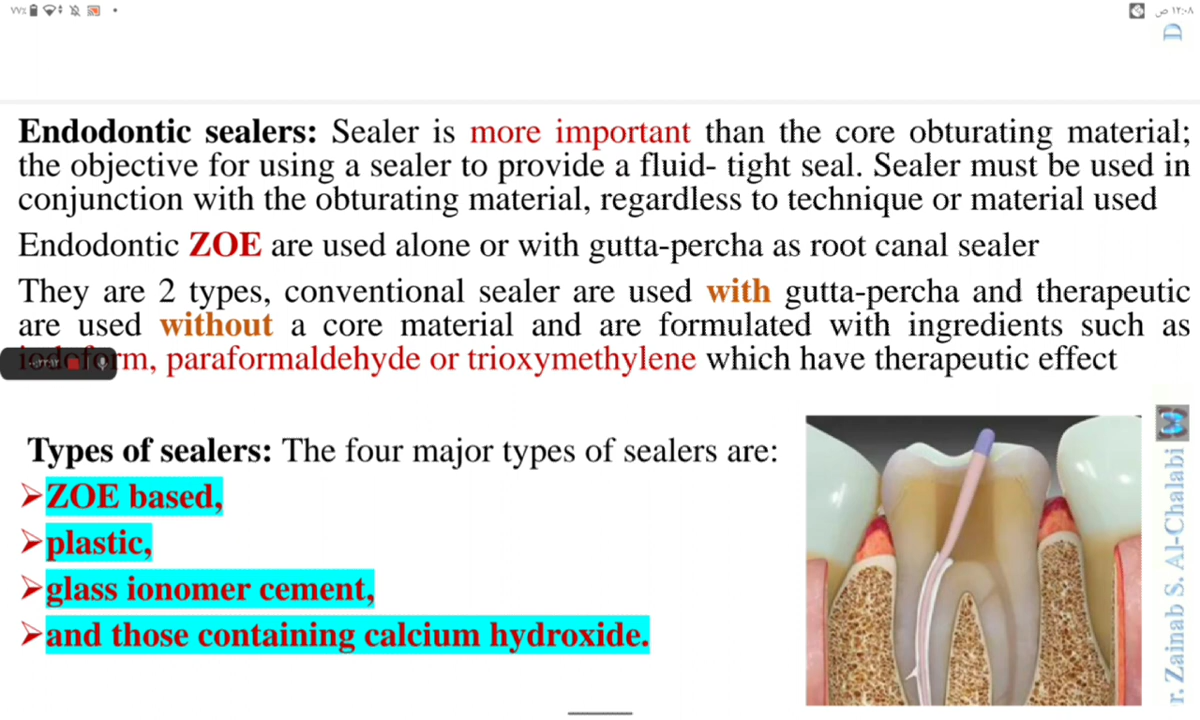 ٧٧٪
١٢:٠٨ ص
Endodontic sealers: Sealer is more important than the core obturating material;
the objective for using a sealer to provide a fluid- tight seal. Sealer must be used in
conjunction with the obturating material, regardless to technique or material used
Endodontic ZOE are used alone or with gutta-percha as root canal sealer
They are 2 types, conventional sealer are used with gutta-percha and therapeutic
are used without a core material and are formulated with ingredients such as
iodoform, paraformaldehyde or trioxymethylene which have therapeutic effect
Types of sealers: The four major types of sealers are:
➢ZOE based,
➢plastic,
➢glass ionomer cement,
➢and those containing calcium hydroxide.
D
r. Zainab S. Al-Chalabi